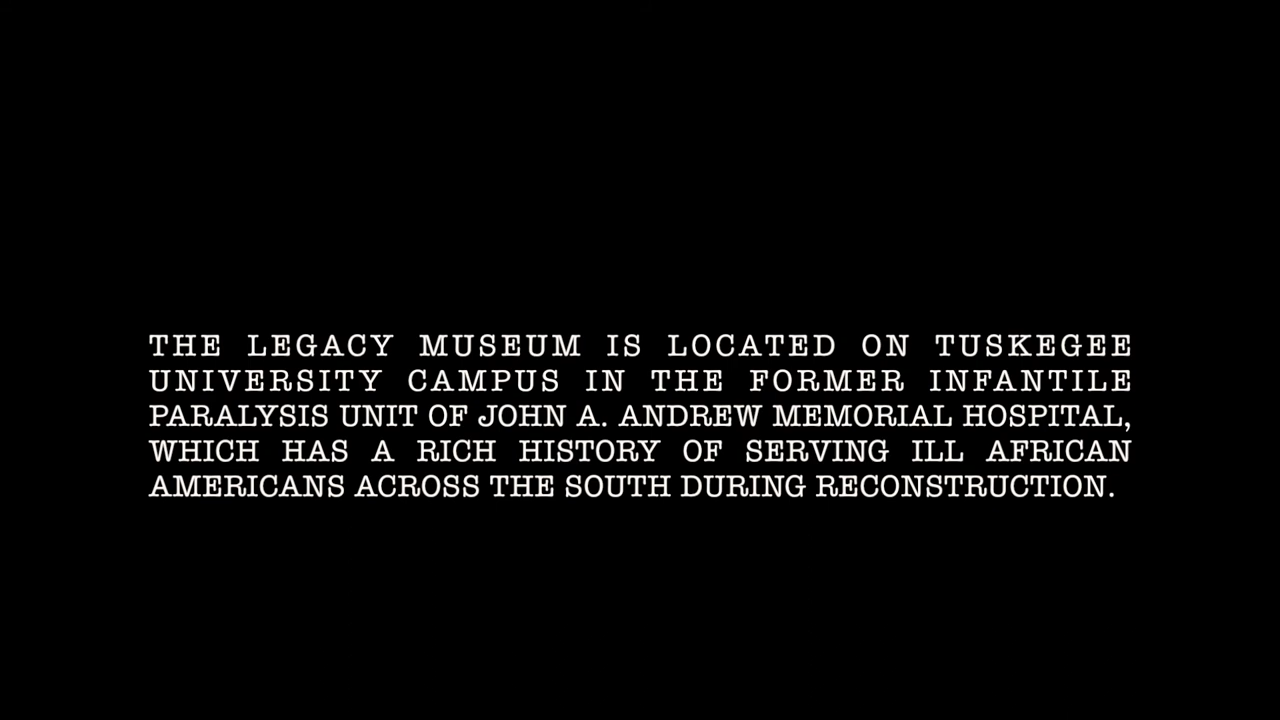 THE LEGACY MUSEUM IS LOCATED ON TUSKEGEE
UNIVERSITY CAMPUS IN THE FORMER INFANTILE
PARALYSIS UNIT OF JOHN A. ANDREW MEMORIAL HOSPITAL,
WHICH HAS A RICH HISTORY OF SERVING ILL AFRICAN
AMERICANS ACROSS THE SOUTH DURING RECONSTRUCTION.